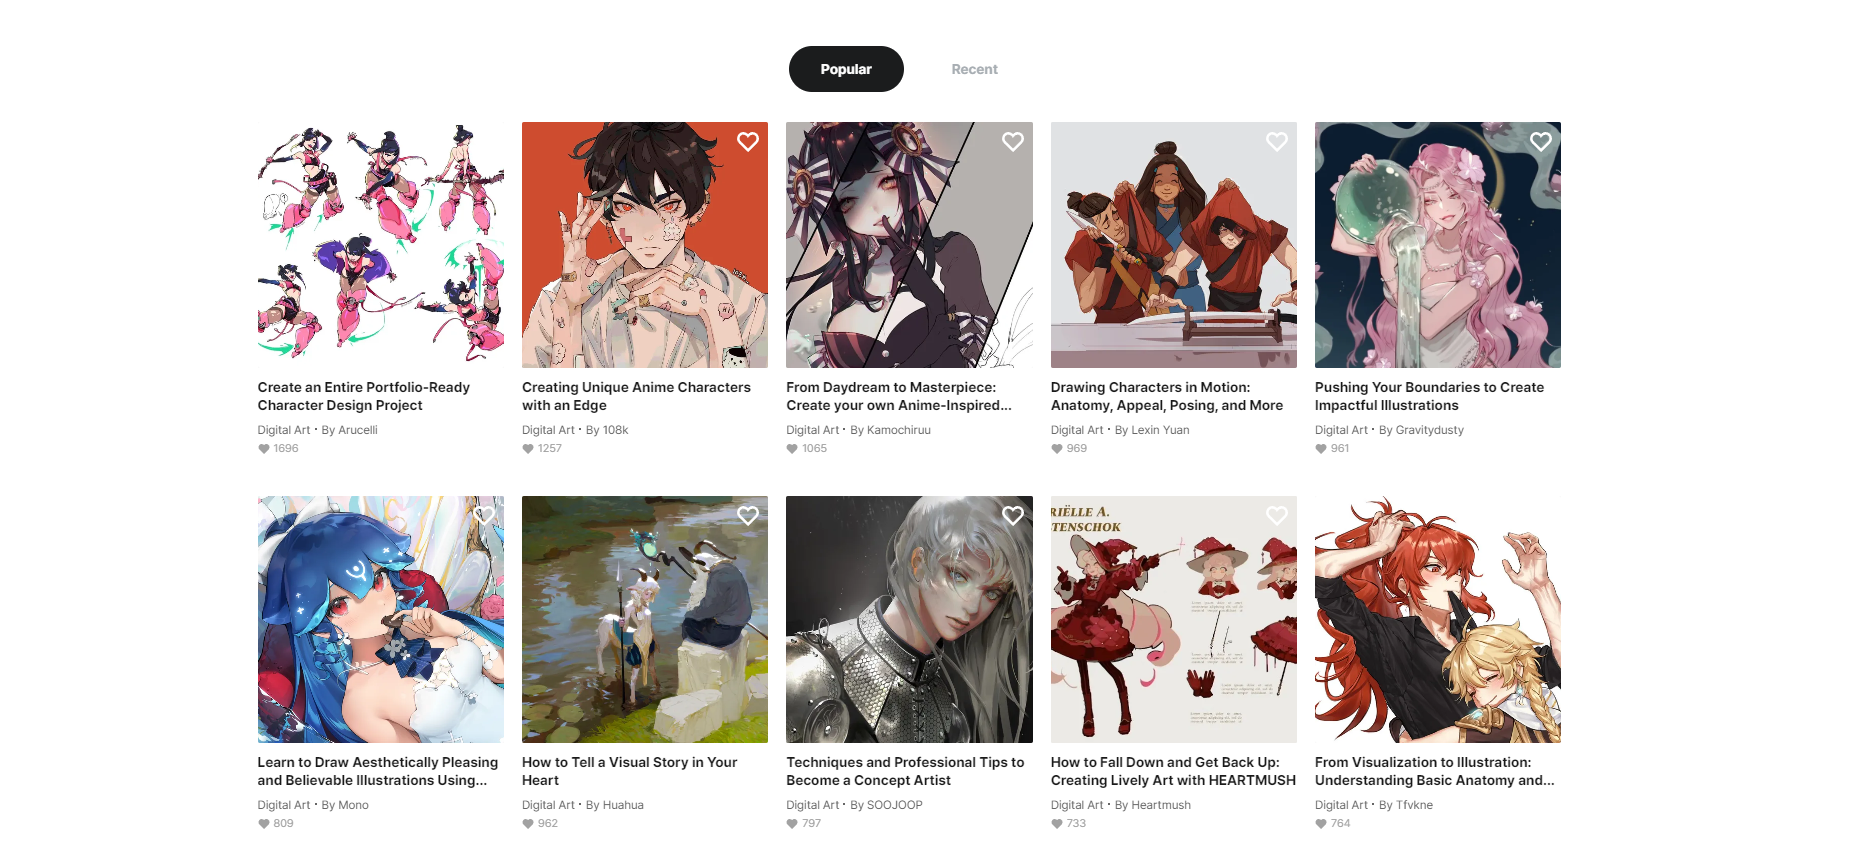 Popular
Recent
Create an Entire Portfolio-Ready
Character Design Project
Digital Art · By Arucelli
1696
Creating Unique Anime Characters
with an Edge
Digital Art · By 108k
1257
From Daydream to Masterpiece:
Create your own Anime-Inspired...
Digital Art · By Kamochiruu
1065
Drawing Characters in Motion:
Anatomy, Appeal, Posing, and More
Digital Art · By Lexin Yuan
969
Pushing Your Boundaries to Create
Impactful Illustrations
Digital Art · By Gravitydusty
961
RIËLLE A.
TENSCHOK
Learn to Draw Aesthetically Pleasing
and Believable Illustrations Using...
Digital Art · By Mono
809
How to Tell a Visual Story in Your
Heart
Digital Art · By Huahua
962
Techniques and Professional Tips to
Become a Concept Artist
Digital Art · By SOOJOOP
797
How to Fall Down and Get Back Up:
Creating Lively Art with HEARTMUSH
Digital Art · By Heartmush
733
From Visualization to Illustration:
Understanding Basic Anatomy and...
Digital Art · By Tfvkne
764